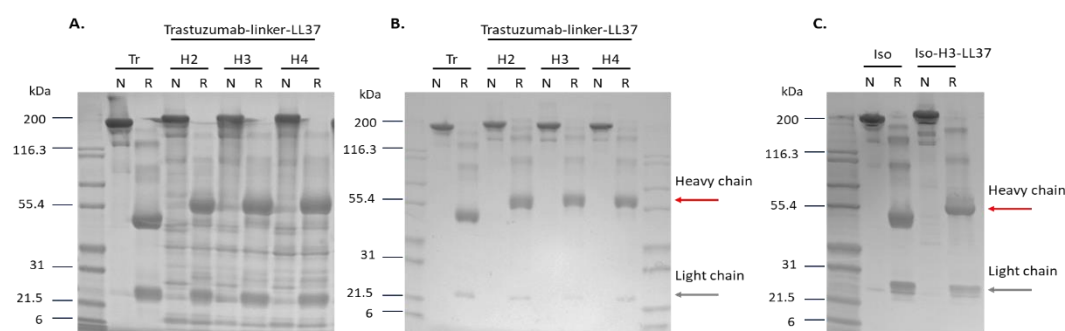 A.
Trastuzumab-linker-LL37
Tr H2 H3 H4
N R N R N R N R
kDa
200
116.3
55.4
31
21.5
6
B.
Trastuzumab-linker-LL37
Tr H2 H3 H4
N R N R N R N R
kDa
200
116.3
55.4
31
21.5
6
Heavy chain
Light chain
C.
Iso Iso-H3-LL37
N R N R
kDa
200
116.3
55.4
31
21.5
6
Heavy chain
Light chain